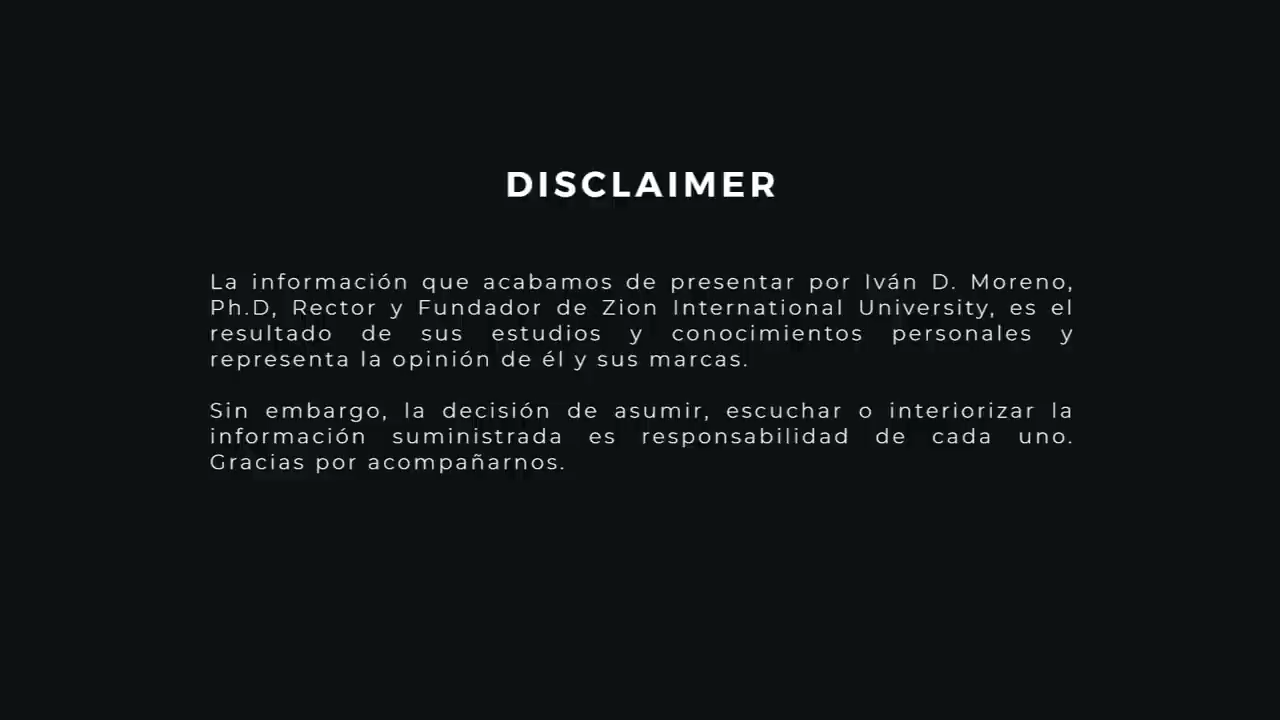 DISCLAIMER
La información que acabamos de presentar por Iván D. Moreno,
Ph.D, Rector y Fundador de Zion International University, es el
resultado de sus estudios y conocimientos personales y
representa la opinión de él y sus marcas.
Sin embargo, la decisión de asumir, escuchar o interiorizar la
información suministrada es responsabilidad de cada uno.
Gracias por acompañarnos.